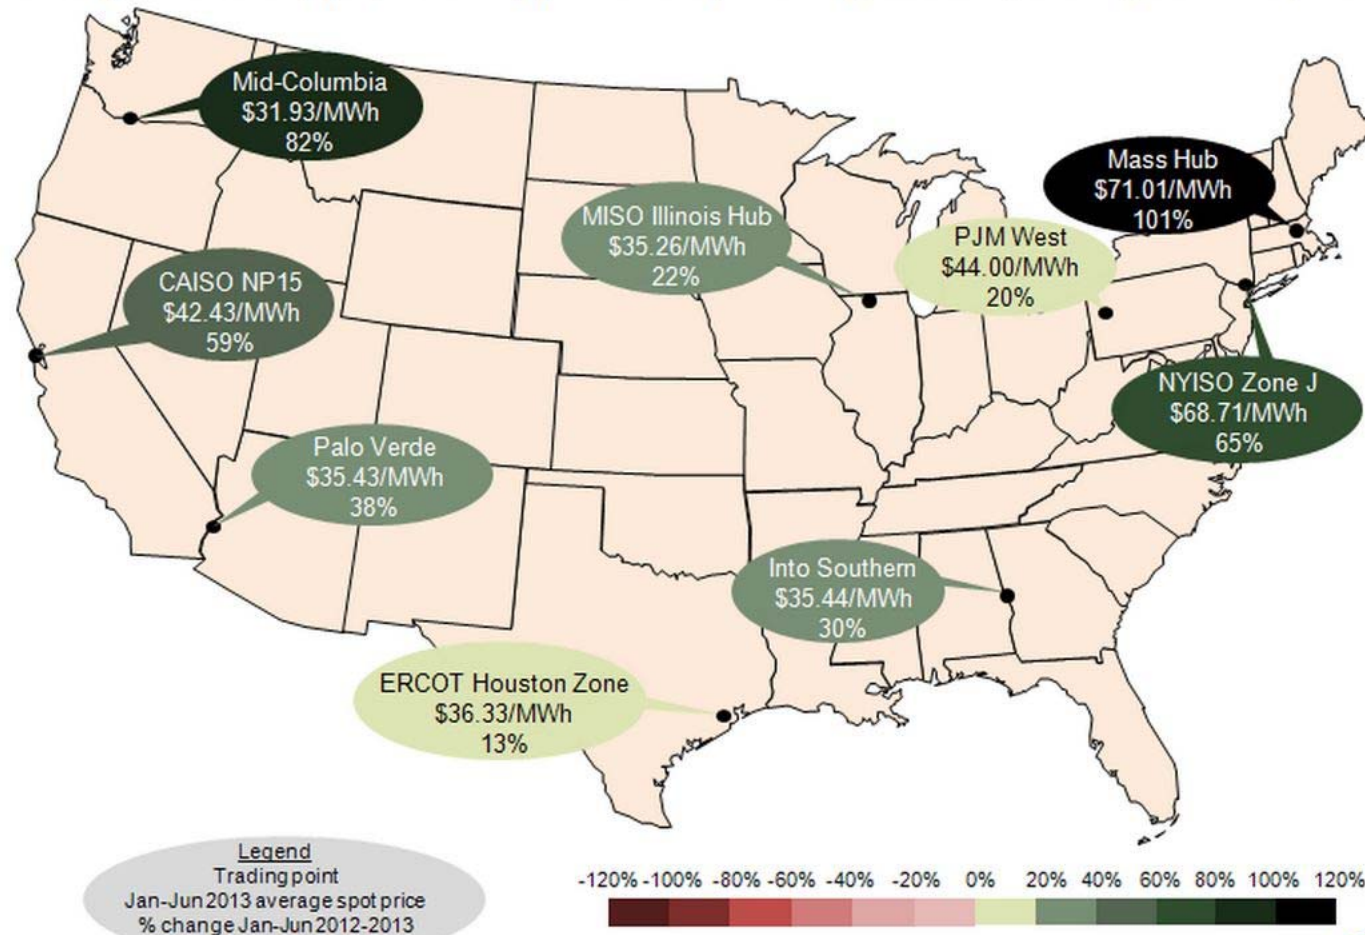 Mid-Columbia
$31.93/MWh
82%
Mass Hub
$71.01/MWh
101%
MISO Illinois Hub
$35.26/MWh
22%
PJM West
$44.00/MWh
20%
CAISO NP15
$42.43/MWh
59%
NYISO Zone J
$68.71/MWh
65%
Palo Verde
$35.43/MWh
38%
Into Southern
$35.44/MWh
30%
ERCOT Houston Zone
$36.33/MWh
13%
Legend
Trading point
Jan-Jun 2013 average spot price
% change Jan-Jun 2012-2013
-120% -100% -80% -60% -40% -20% 0% 20% 40% 60% 80% 100% 120%